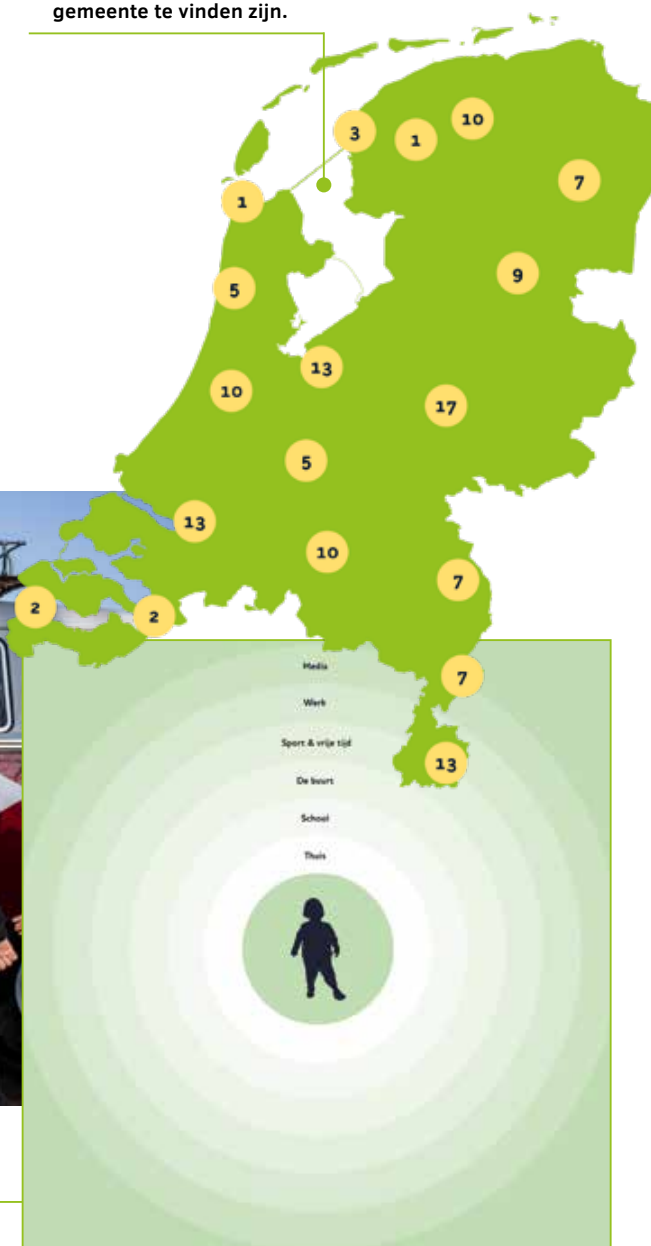 gemeente te vinden zijn.
3
1
10
7
1
9
5
13
10
17
5
13
10
7
2
2
7
13
Media
Werk
Sport & vrije tijd
De buurt
School
Thuis